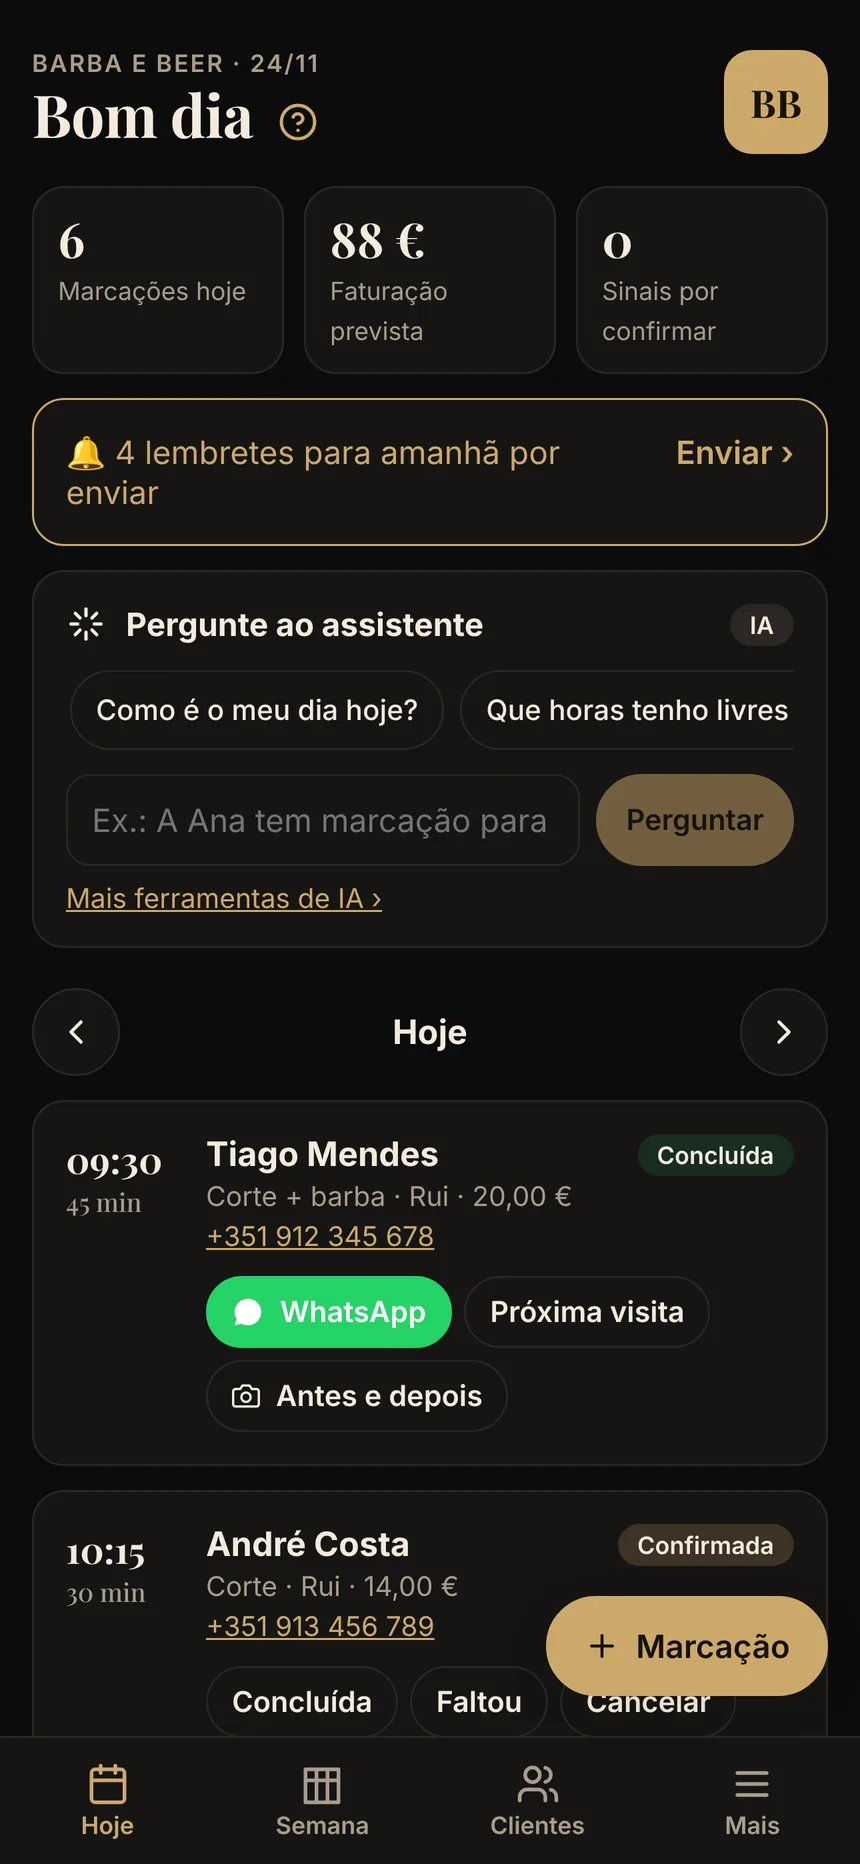 BARBA E BEER · 24/11
Bom dia
BB
6
Marcações hoje
88 €
Faturação
prevista
0
Sinais por
confirmar
🔔 4 lembretes para amanhã por
enviar
Enviar ›
Pergunte ao assistente
IA
Como é o meu dia hoje?
Que horas tenho livres
Ex.: A Ana tem marcação para
Perguntar
Mais ferramentas de IA ›
Hoje
09:30
45 min
Tiago Mendes
Concluída
Corte + barba · Rui · 20,00 €
+351 912 345 678
WhatsApp
Próxima visita
Antes e depois
10:15
30 min
André Costa
Confirmada
Corte · Rui · 14,00 €
+351 913 456 789
+ Marcação
Concluída
Faltou
Cancelar
Hoje
Semana
Clientes
Mais